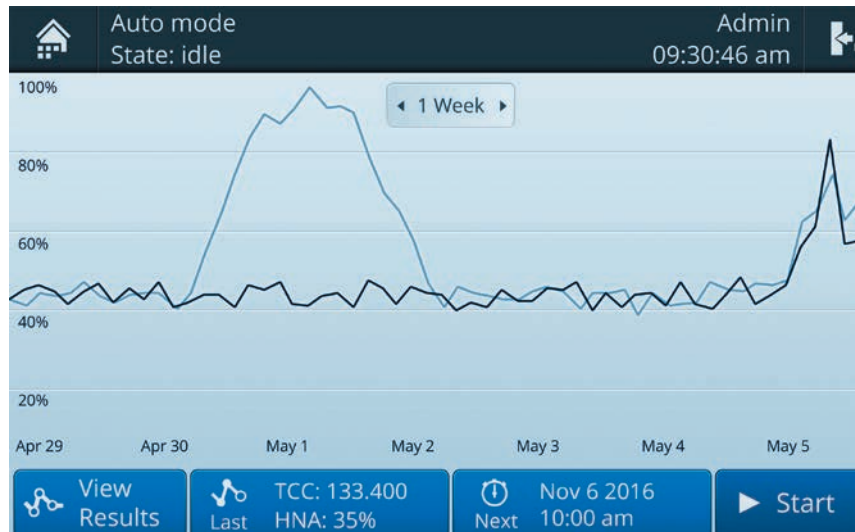 Auto mode
State: idle
Admin
09:30:46 am
100%
1 Week
80%
60%
40%
20%
Apr 29 Apr 30 May 1 May 2 May 3 May 4 May 5
View
Results
Last
TCC: 133.400
HNA: 35%
Next
Nov 6 2016
10:00 am
Start